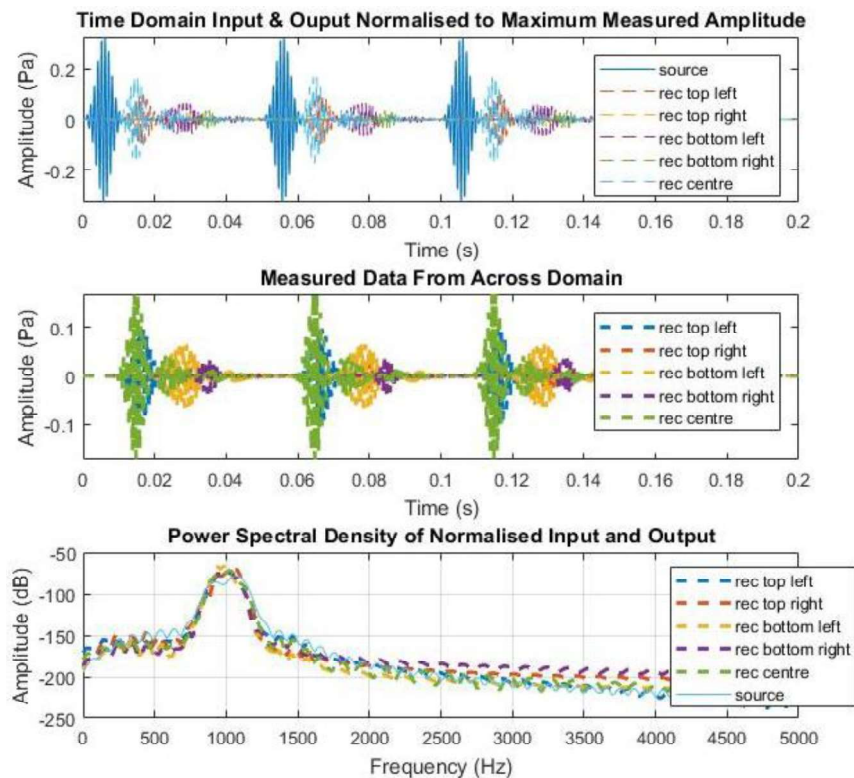 Time Domain Input & Ouput Normalised to Maximum Measured Amplitude
Amplitude (Pa)
0.2
0
-0.2
source
rec top left
rec top right
rec bottom left
rec bottom right
rec centre
0 0.02 0.04 0.06 0.08 0.1 0.12 0.14 0.16 0.18 0.2
Time (s)
Measured Data From Across Domain
Amplitude (Pa)
0.1
0
-0.1
rec top left
rec top right
rec bottom left
rec bottom right
rec centre
0 0.02 0.04 0.06 0.08 0.1 0.12 0.14 0.16 0.18 0.2
Time (s)
Power Spectral Density of Normalised Input and Output
Amplitude (dB)
-50
-100
-150
-200
-250
rec top left
rec top right
rec bottom left
rec bottom right
rec centre
source
0 500 1000 1500 2000 2500 3000 3500 4000 4500 5000
Frequency (Hz)